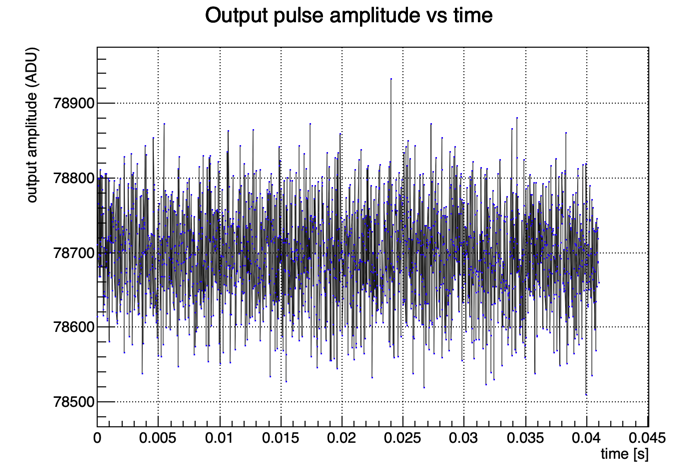 Output pulse amplitude vs time
output amplitude (ADU)
78900
78800
78700
78600
78500
0 0.005 0.01 0.015 0.02 0.025 0.03 0.035 0.04 0.045
time [s]